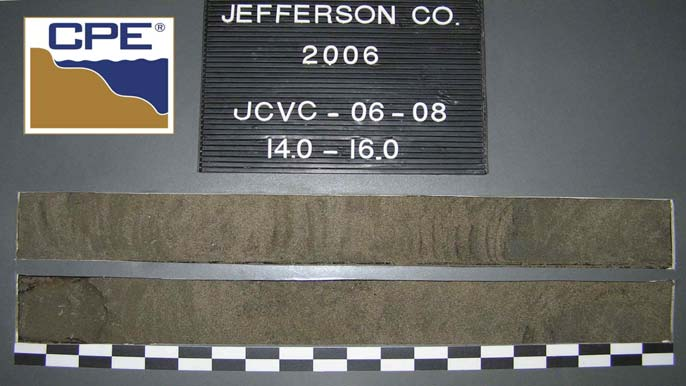 CPE®
JEFFERSON CO.
2006
JCVC - 06 - 08
14.0 - 16.0